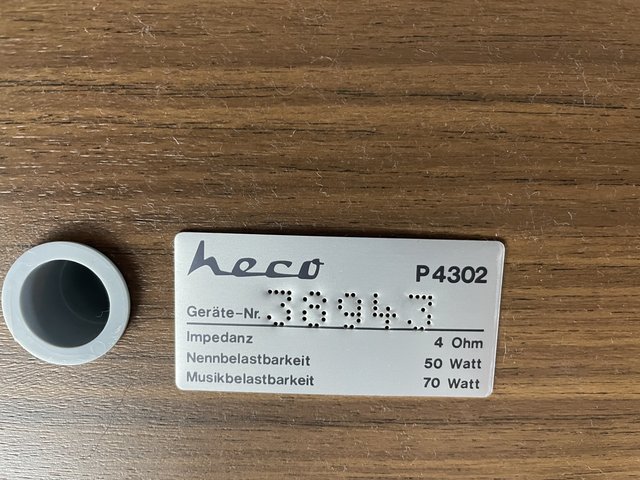 heco
P4302
Geräte-Nr. 38943
Impedanz 4 Ohm
Nennbelastbarkeit 50 Watt
Musikbelastbarkeit 70 Watt